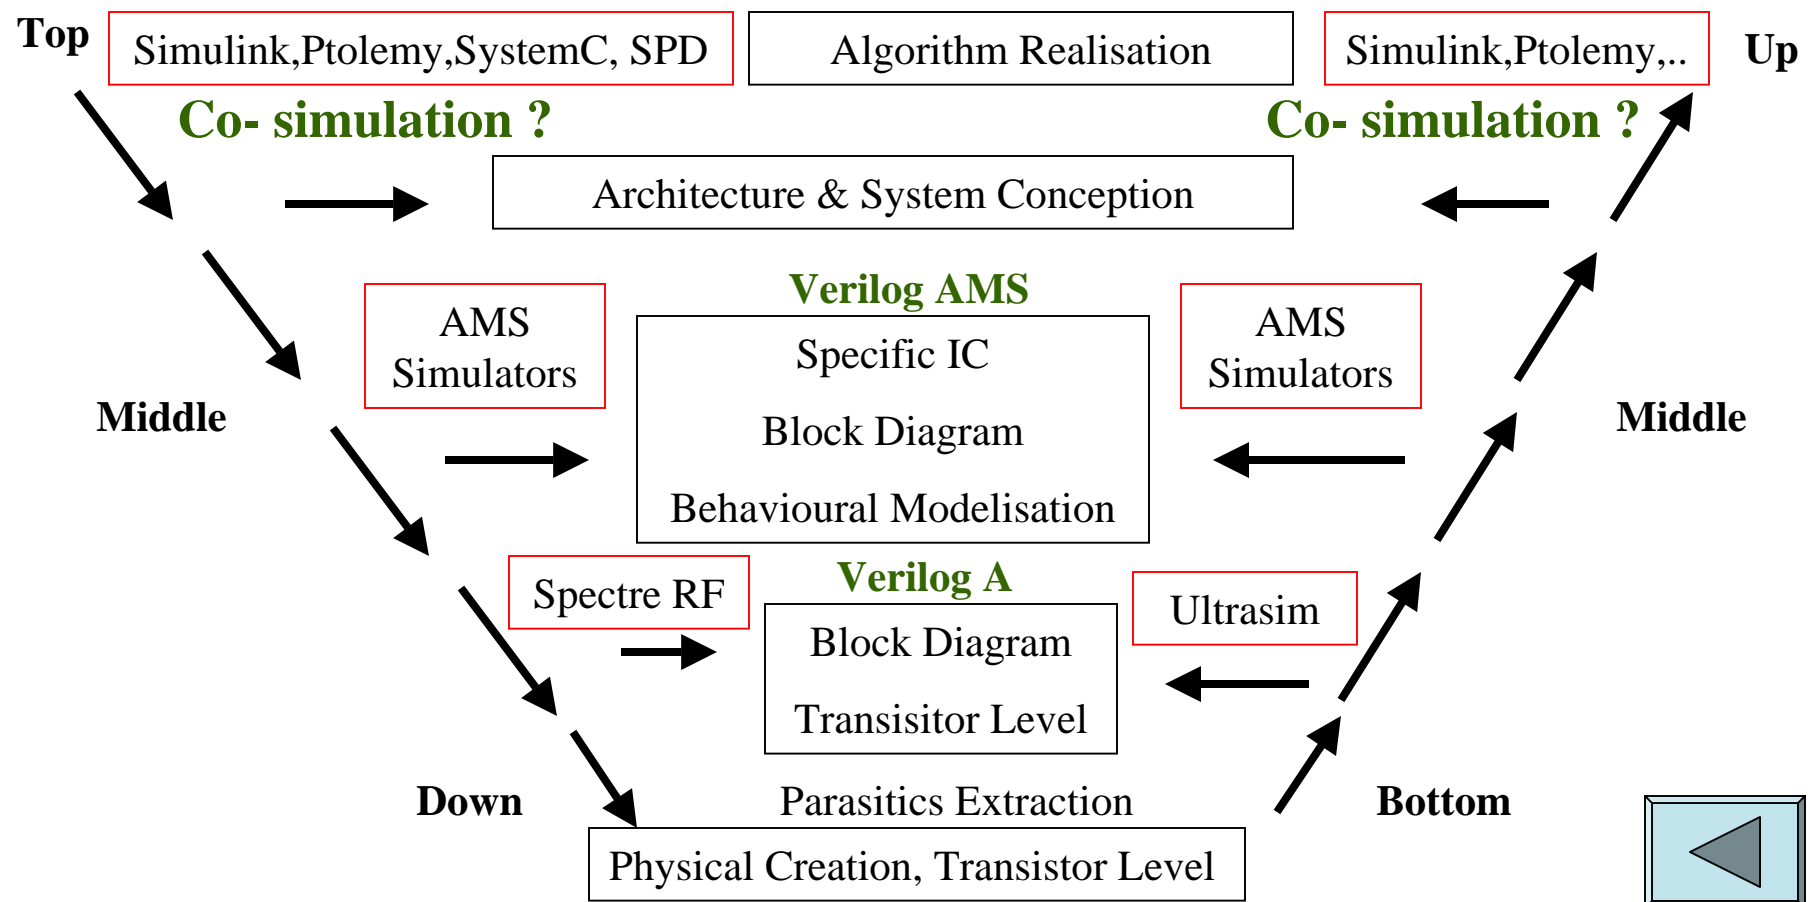 Top
Simulink,Ptolemy,SystemC, SPD
Algorithm Realisation
Simulink,Ptolemy,..
Up
Co- simulation ?
Co- simulation ?
Architecture & System Conception
Verilog AMS
AMS
Simulators
Specific IC
AMS
Simulators
Middle
Block Diagram
Middle
Behavioural Modelisation
Spectre RF
Verilog A
Ultrasim
Block Diagram
Transisitor Level
Down
Parasitics Extraction
Bottom
Physical Creation, Transistor Level